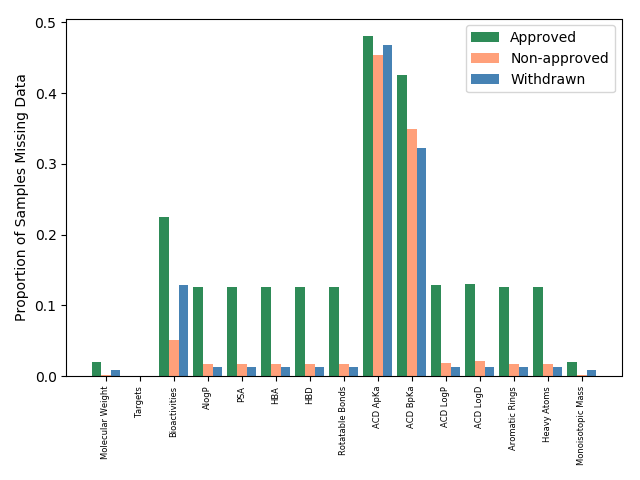 Approved
Non-approved
Withdrawn
Proportion of Samples Missing Data
0.5
0.4
0.3
0.2
0.1
0.0
Molecular Weight
Targets
Bioactivities
AlogP
PSA
HBA
HBD
Rotatable Bonds
ACD ApKa
ACD BpKa
ACD LogP
ACD LogD
Aromatic Rings
Heavy Atoms
Monoisotopic Mass